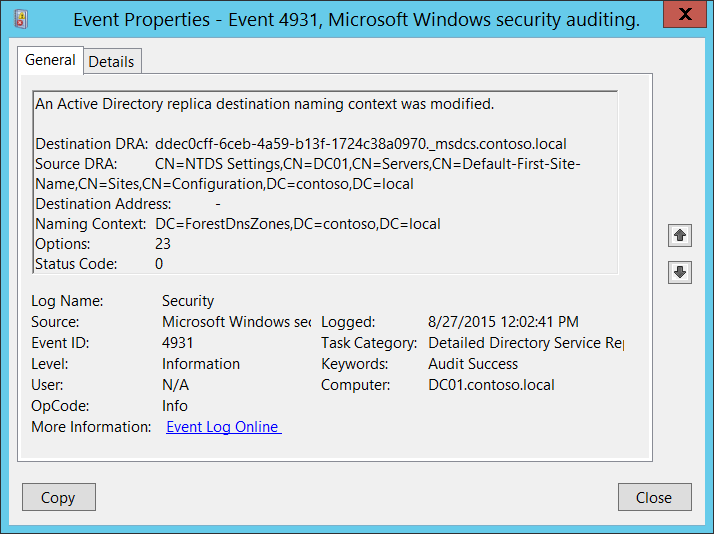 Event Properties - Event 4931, Microsoft Windows security auditing.
X
General Details
An Active Directory replica destination naming context was modified.
Destination DRA: ddec0cff-6ceb-4a59-b13f-1724c38a0970._msdcs.contoso.local
Source DRA: CN=NTDS Settings,CN=DC01,CN=Servers,CN=Default-First-Site-
Name,CN=Sites,CN=Configuration,DC=contoso,DC=local
Destination Address: -
Naming Context: DC=ForestDnsZones,DC=contoso,DC=local
Options: 23
Status Code: 0
Log Name: Security
Source: Microsoft Windows sec Logged: 8/27/2015 12:02:41 PM
Event ID: 4931 Task Category: Detailed Directory Service Rep
Level: Information Keywords: Audit Success
User: N/A Computer: DC01.contoso.local
OpCode: Info
More Information: Event Log Online
Copy Close